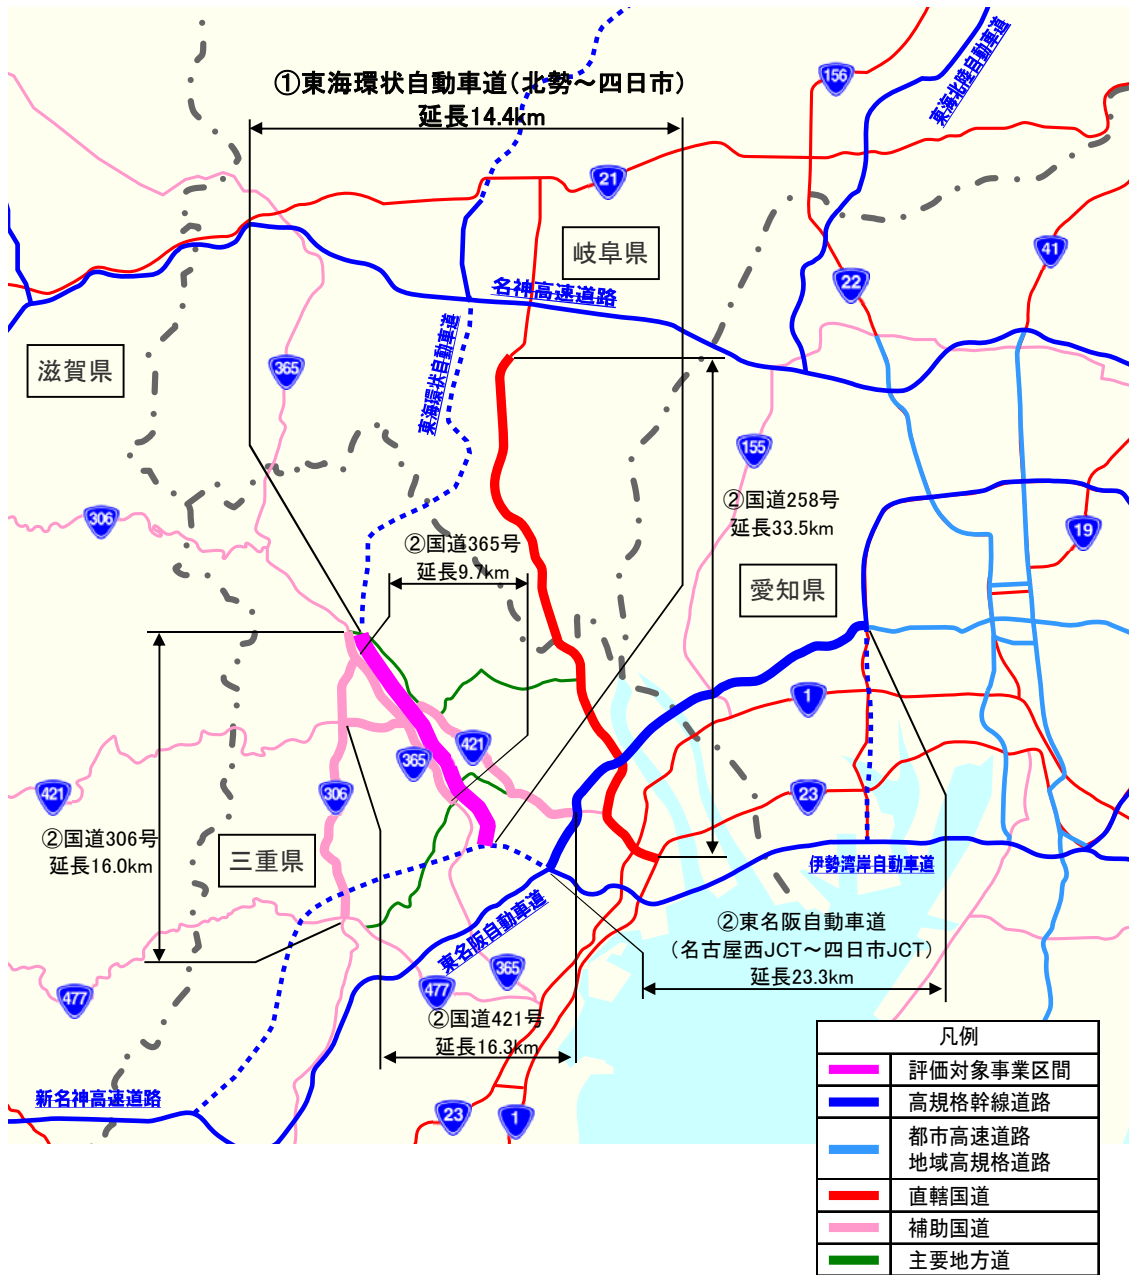 ①東海環状自動車道（北勢～四日市）
延長14.4km
156
東海北陸自動車道
21
岐阜県
41
22
名神高速道路
東海環状自動車道
滋賀県
365
155
306
②国道258号
延長33.5km
19
②国道365号
延長9.7km
愛知県
1
421
365
23
421
306
②国道306号
延長16.0km
三重県
伊勢湾岸自動車道
東名阪自動車道
②東名阪自動車道
（名古屋西JCT～四日市JCT）
延長23.3km
365
477
477
②国道421号
延長16.3km
新名神高速道路
23
1
凡例
評価対象事業区間
高規格幹線道路
都市高速道路
地域高規格道路
直轄国道
補助国道
主要地方道